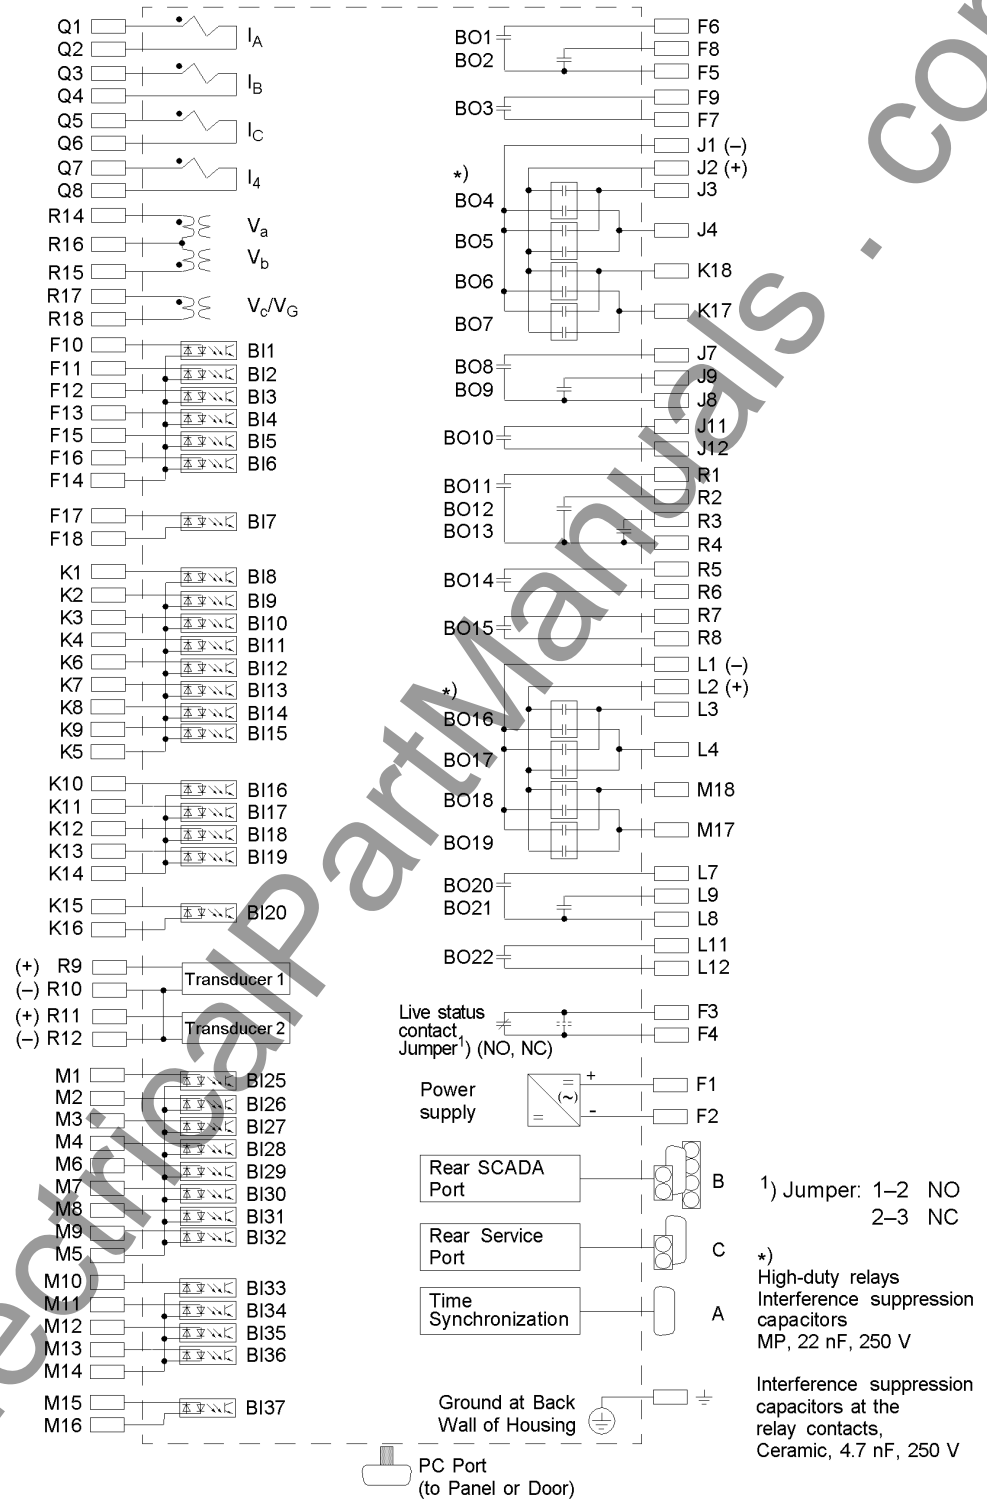 Q1
Q2
I_A
Q3
Q4
I_B
Q5
Q6
I_C
Q7
Q8
I_4
R14
V_a
R16
V_b
R15
R17
V_c/V_G
R18
F10
BI1
F11
BI2
F12
BI3
F13
BI4
F15
BI5
F16
BI6
F14
F17
BI7
F18
K1
BI8
K2
BI9
K3
BI10
K4
BI11
K6
BI12
K7
BI13
K8
BI14
K9
BI15
K5
K10
BI16
K11
BI17
K12
BI18
K13
BI19
K14
K15
BI20
K16
(+) R9
Transducer 1
(–) R10
(+) R11
Transducer 2
(–) R12
M1
BI25
M2
BI26
M3
BI27
M4
BI28
M6
BI29
M7
BI30
M8
BI31
M9
BI32
M5
M10
BI33
M11
BI34
M12
BI35
M13
BI36
M14
M15
BI37
M16
BO1
F6
BO2
F8
F5
BO3
F9
F7
J1 (–)
J2 (+)
*)
J3
BO4
J4
BO5
K18
BO6
K17
BO7
J7
BO8
J9
BO9
J8
BO10
J11
J12
R1
BO11
R2
BO12
R3
BO13
R4
BO14
R5
R6
BO15
R7
R8
L1 (–)
L2 (+)
*)
L3
BO16
L4
BO17
M18
BO18
M17
BO19
L7
BO20
L9
BO21
L8
BO22
L11
L12
Live status
contact
Jumper1) (NO, NC)
F3
F4
Power
supply
=
(~)
=
+
-
F1
F2
Rear SCADA
Port
B
Rear Service
Port
C
Time
Synchronization
A
Ground at Back
Wall of Housing
PC Port
(to Panel or Door)
1) Jumper: 1–2 NO
2–3 NC
*)
High-duty relays
Interference suppression
capacitors
MP, 22 nF, 250 V
Interference suppression
capacitors at the
relay contacts,
Ceramic, 4.7 nF, 250 V
ectricalPartManuals . co